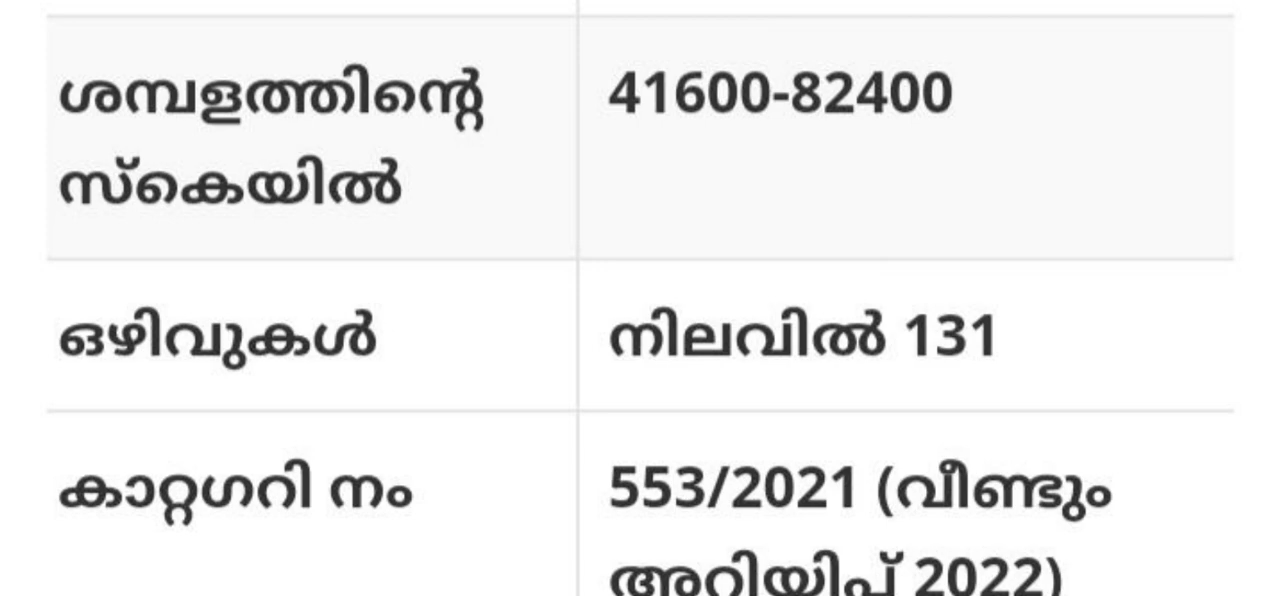 ശമ്പളത്തിന്റെ 41600-82400
സ്കെയിൽ
ഒഴിവുകൾ നിലവിൽ 131
കാറ്റഗറി നം 553/2021 (വീണ്ടും
അറിയിപ്പ് 2022)